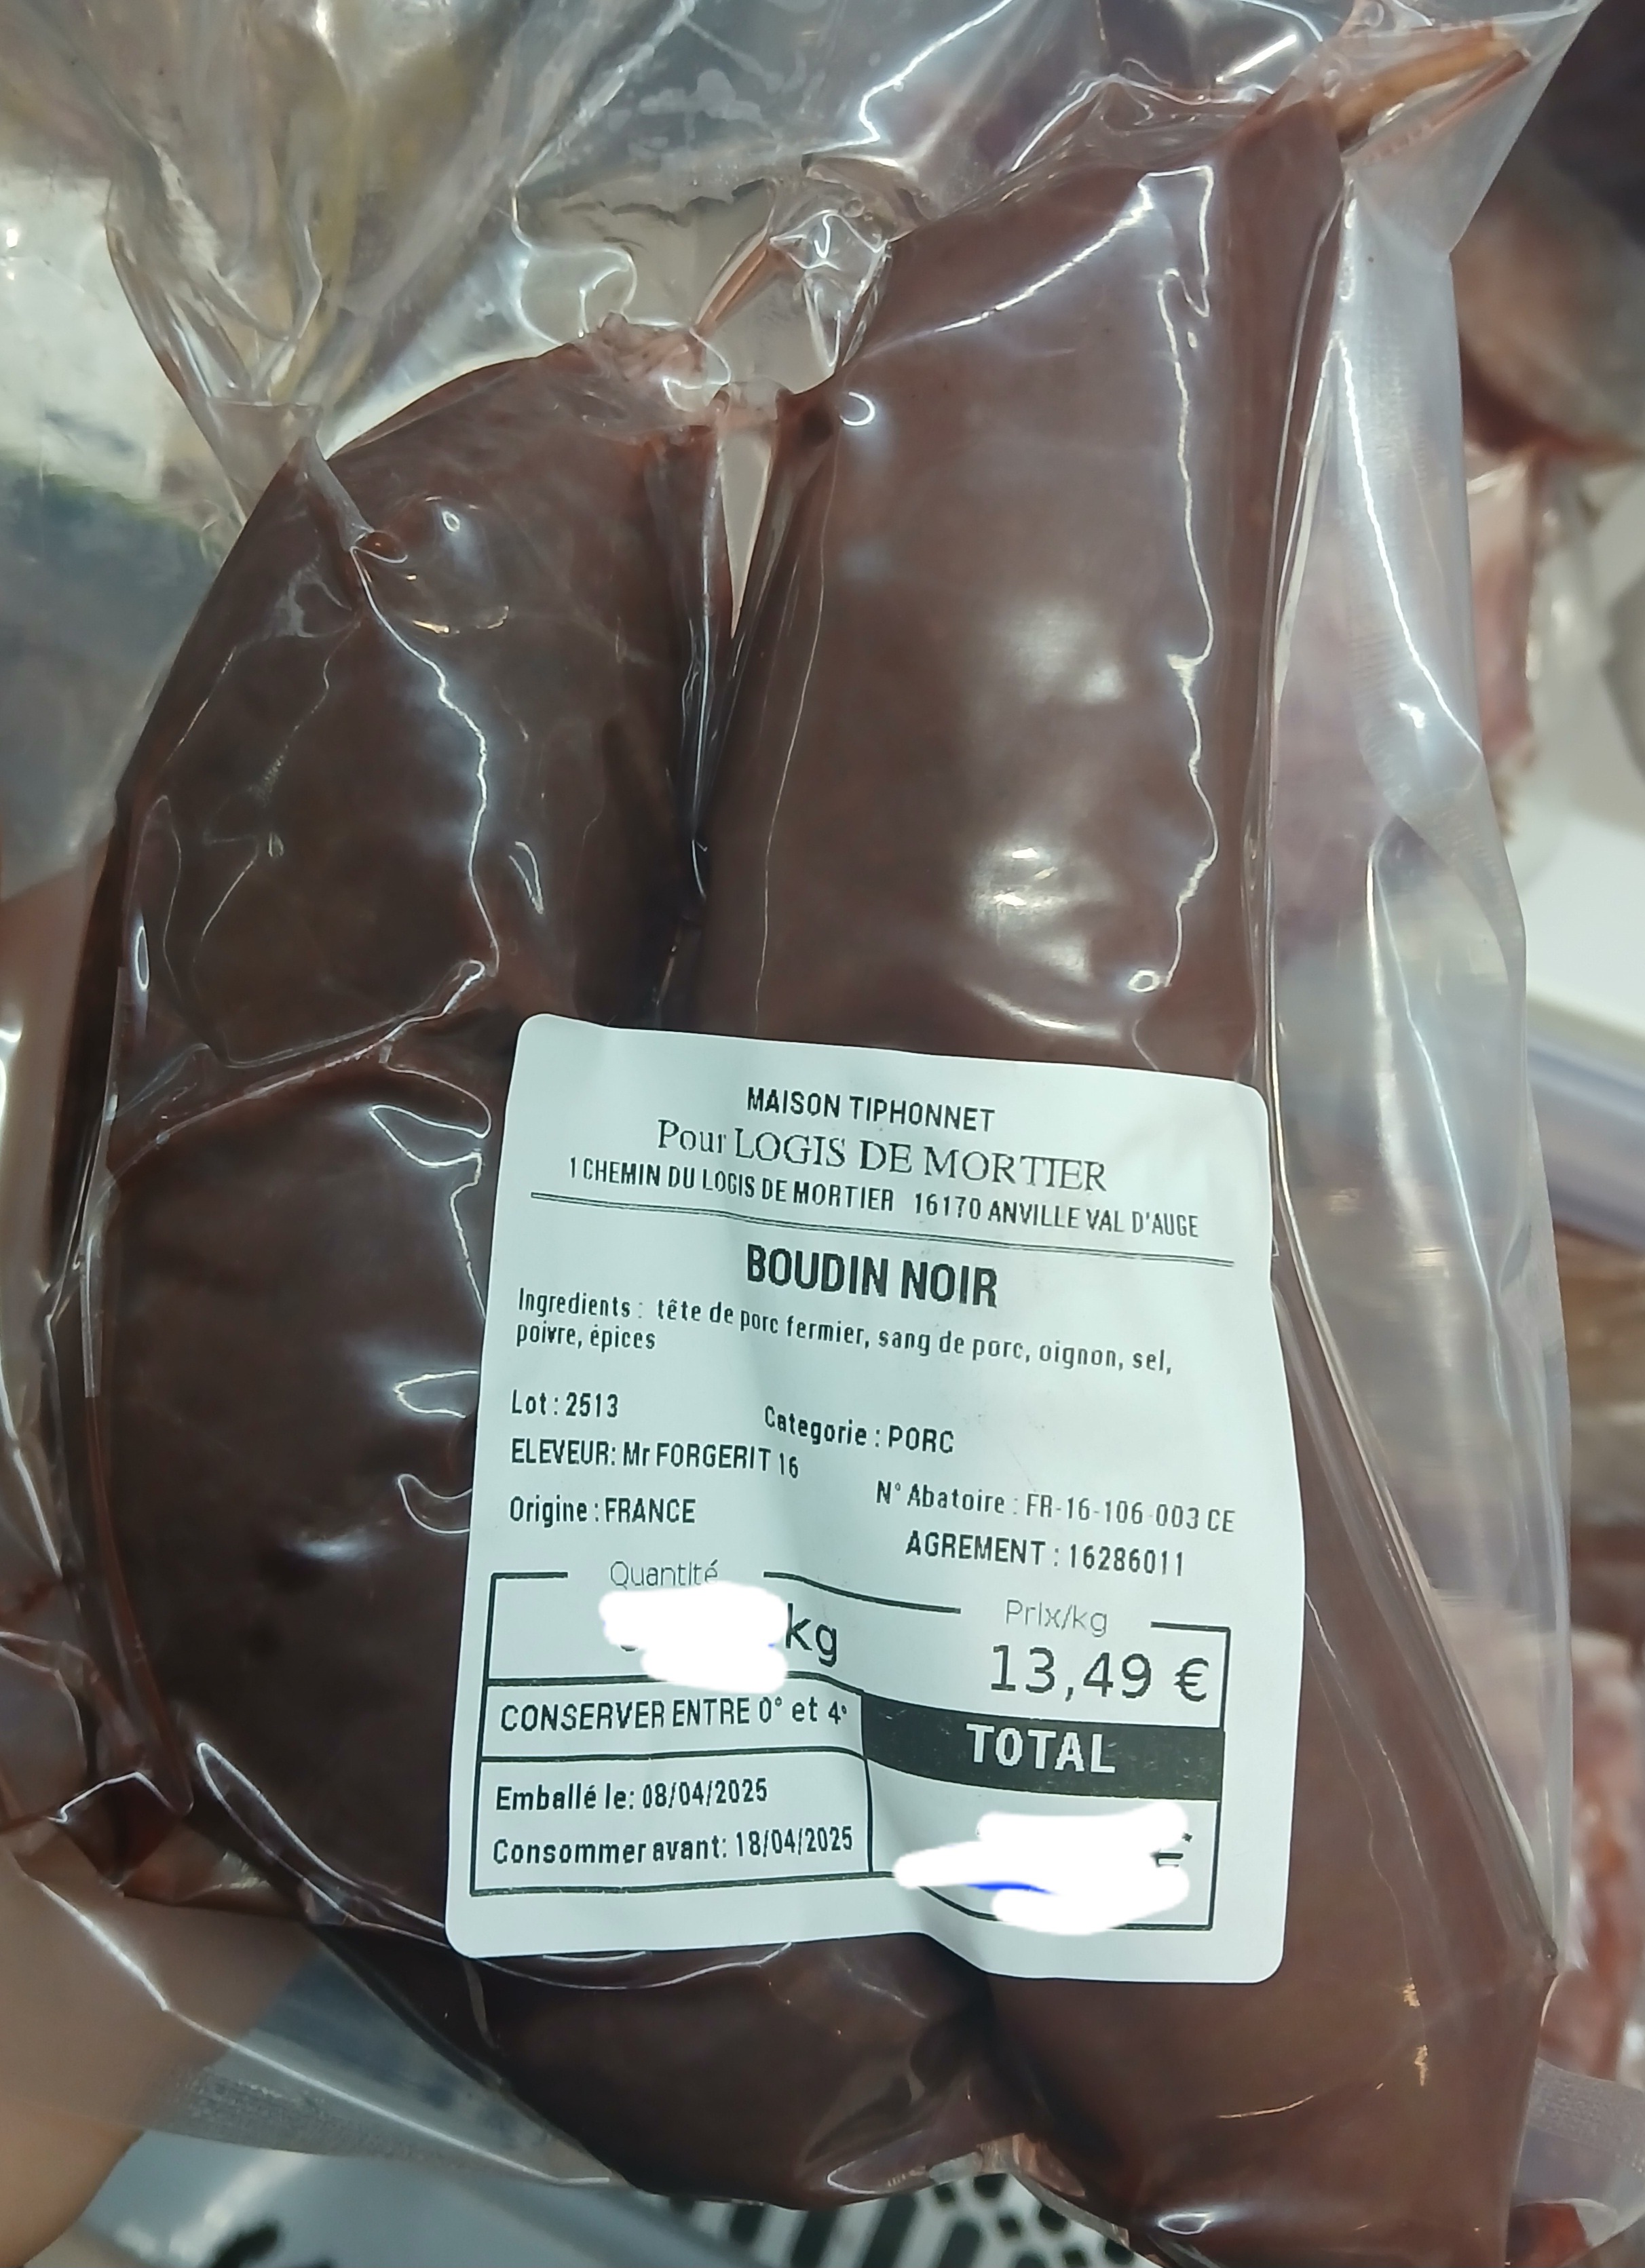 MAISON TIPHONNET
Pour LOGIS DE MORTIER
1 CHEMIN DU LOGIS DE MORTIER 16170 ANVILLE VAL D'AUGE
BOUDIN NOIR
Ingredients : tête de porc fermier, sang de porc, oignon, sel,
poivre, épices
Lot : 2513
Categorie : PORC
ELEVEUR: Mr FORGERIT 16
N° Abatoire : FR-16-106-003 CE
Origine : FRANCE
AGREMENT : 16286011
Quantité
kg
Prix/kg
13,49 €
CONSERVER ENTRE 0° et 4°
TOTAL
Emballé le: 08/04/2025
Consommer avant: 18/04/2025